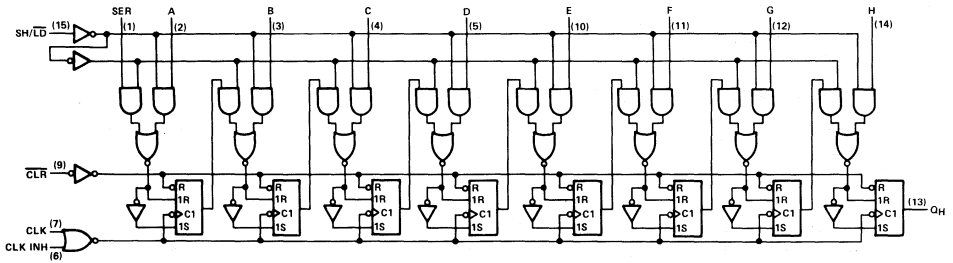 SER A B C D E F G H
SH/LD (15) (1) (2) (3) (4) (5) (10) (11) (12) (14)
CLR (9)
R R R R R R R R
1R 1R 1R 1R 1R 1R 1R 1R
C1 C1 C1 C1 C1 C1 C1 C1
(13) QH
1S 1S 1S 1S 1S 1S 1S 1S
CLK (7)
CLK INH
(6)